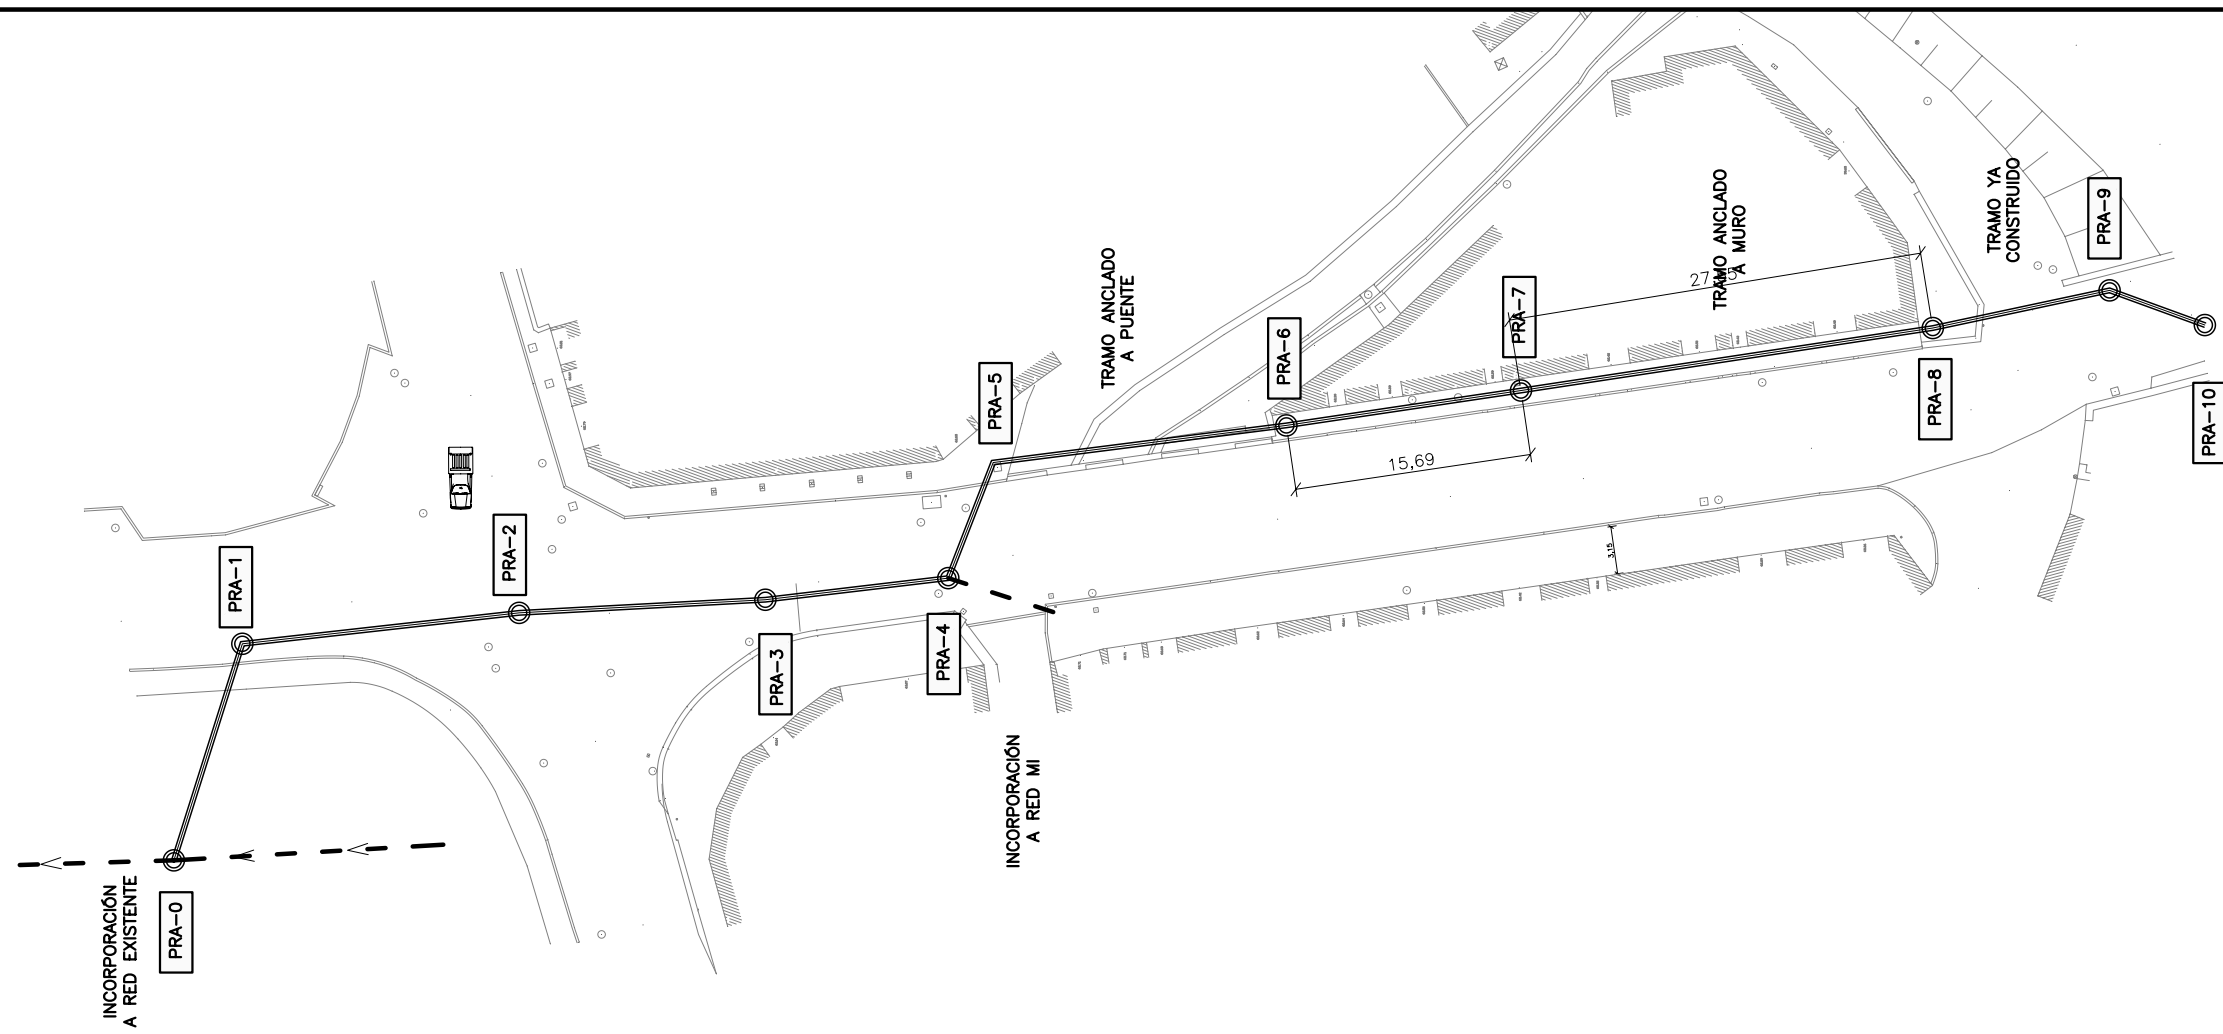 INCORPORACIÓN
A RED EXISTENTE
PRA-0
PRA-1
PRA-2
PRA-3
PRA-4
INCORPORACIÓN
A RED MI
PRA-5
TRAMO ANCLADO
A PUENTE
PRA-6
15,69
PRA-7
TRAMO ANCLADO
A MURO
3,15
PRA-8
TRAMO YA
CONSTRUIDO
PRA-9
PRA-10